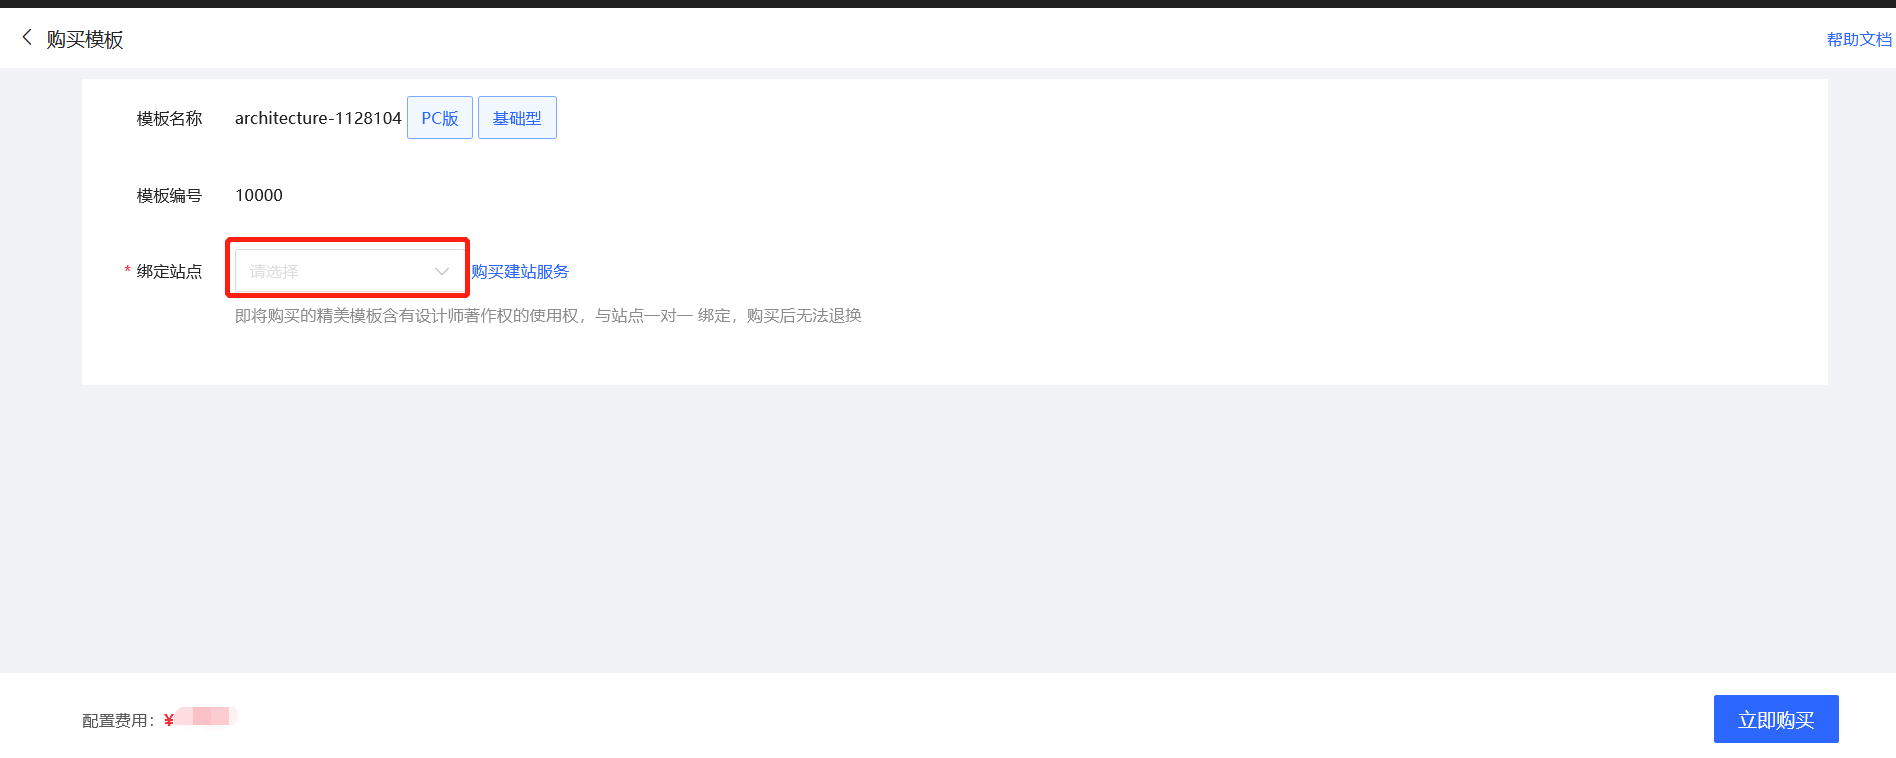 购买模板
帮助文档
模板名称 architecture-1128104 PC版 基础型
模板编号 10000
* 绑定站点 请选择 购买建站服务
即将购买的精美模板含有设计师著作权的使用权，与站点一对一 绑定，购买后无法退换
配置费用：¥
立即购买